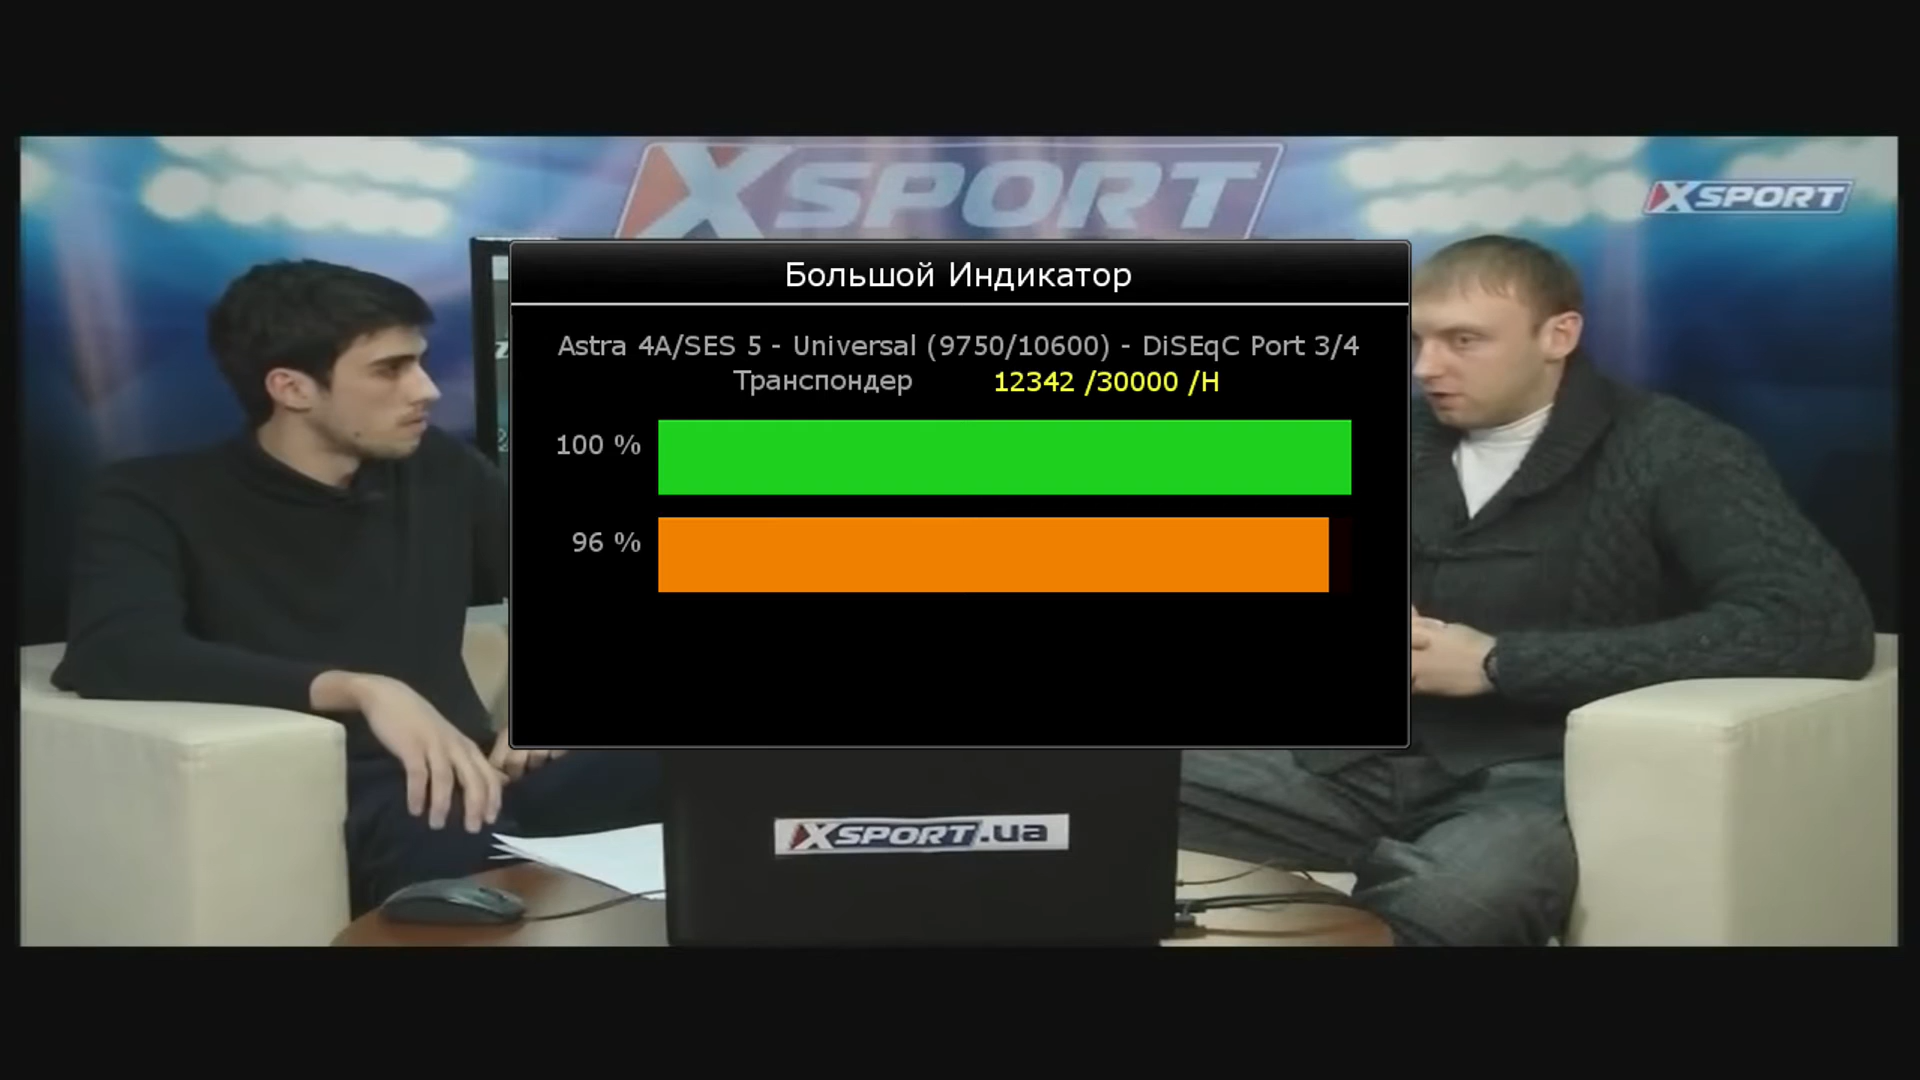 XSPORT
XSPORT
Большой Индикатор
Astra 4A/SES 5 - Universal (9750/10600) - DiSEqC Port 3/4
Транспондер 12342 /30000 /H
100 %
96 %
XSPORT.ua